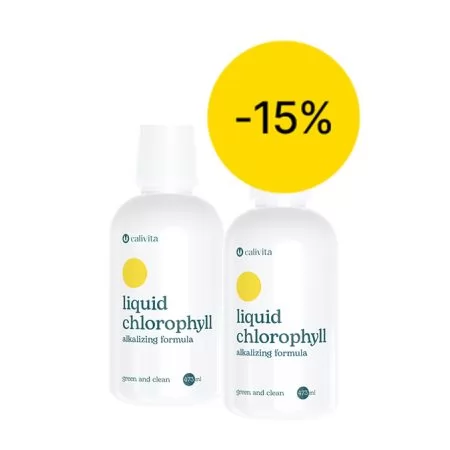 -15%
calivita
liquid
chlorophyll
alkalizing formula
green and clean
473 ml
calivita
liquid
chlorophyll
alkalizing formula
green and clean
473 ml